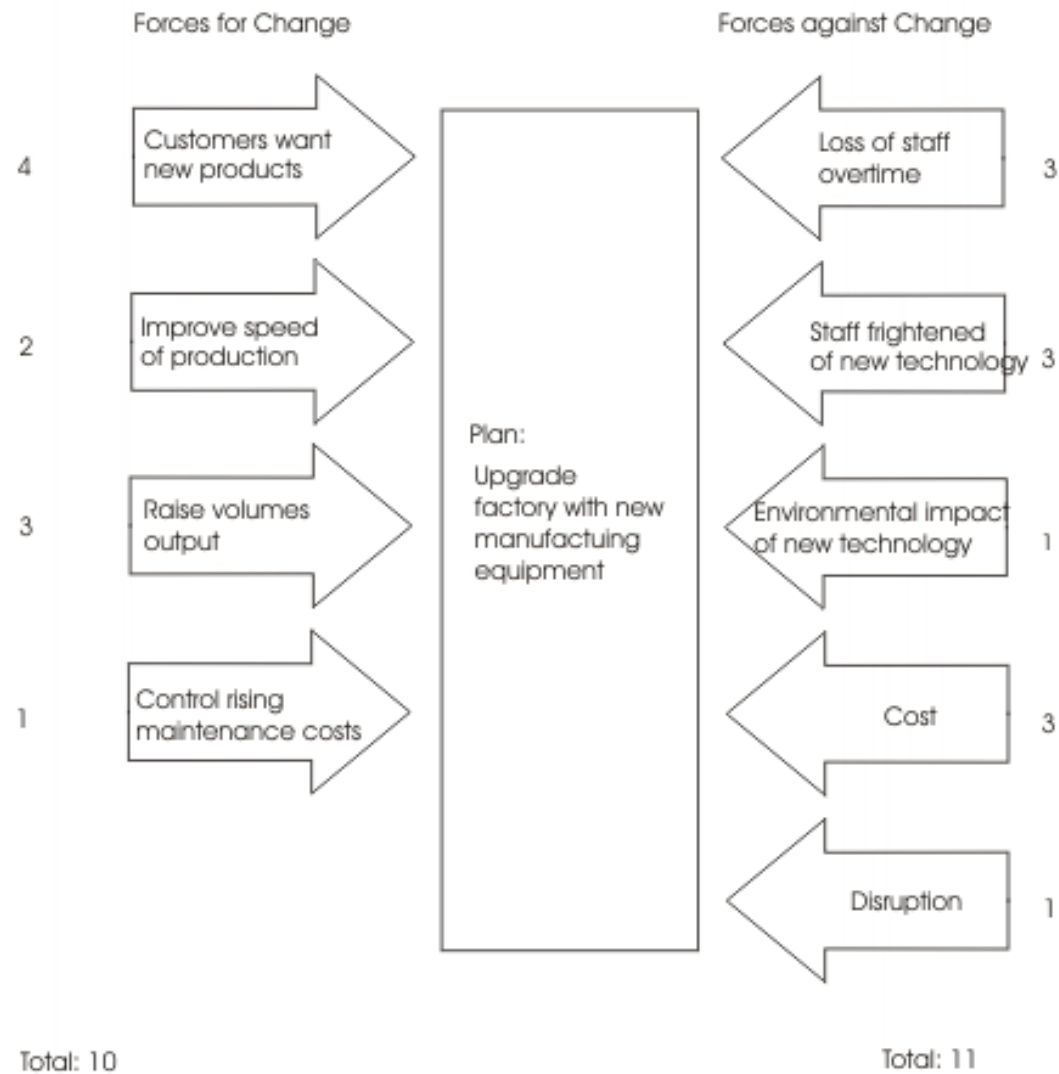 Forces for Change
Forces against Change
4
Customers want
new products
Loss of staff
overtime
3
2
Improve speed
of production
Staff frightened
of new technology
3
3
Raise volumes
output
Plan:
Upgrade
factory with new
manufactuing
equipment
Environmental impact
of new technology
1
1
Control rising
maintenance costs
Cost
3
Disruption
1
Total: 10
Total: 11